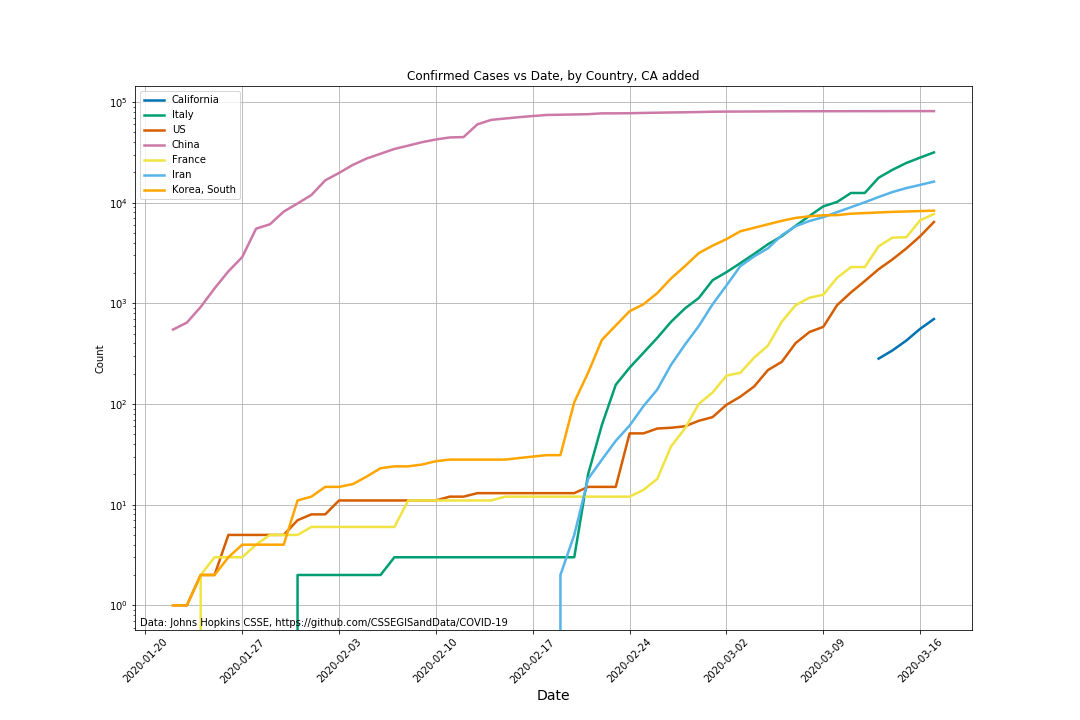 Confirmed Cases vs Date, by Country, CA added
California
Italy
US
China
France
Iran
Korea, South
10⁵
10⁴
10³
10²
10¹
10⁰
Count
Data: Johns Hopkins CSSE, https://github.com/CSSEGISandData/COVID-19
2020-01-20
2020-01-27
2020-02-03
2020-02-10
2020-02-17
2020-02-24
2020-03-02
2020-03-09
2020-03-16
Date